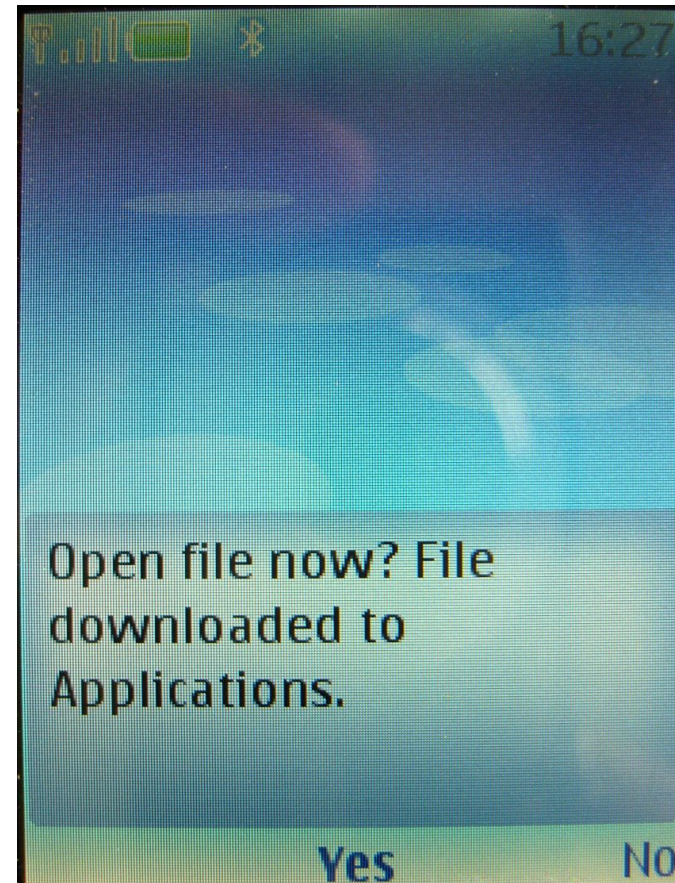 16:27
Open file now? File
downloaded to
Applications.
Yes No